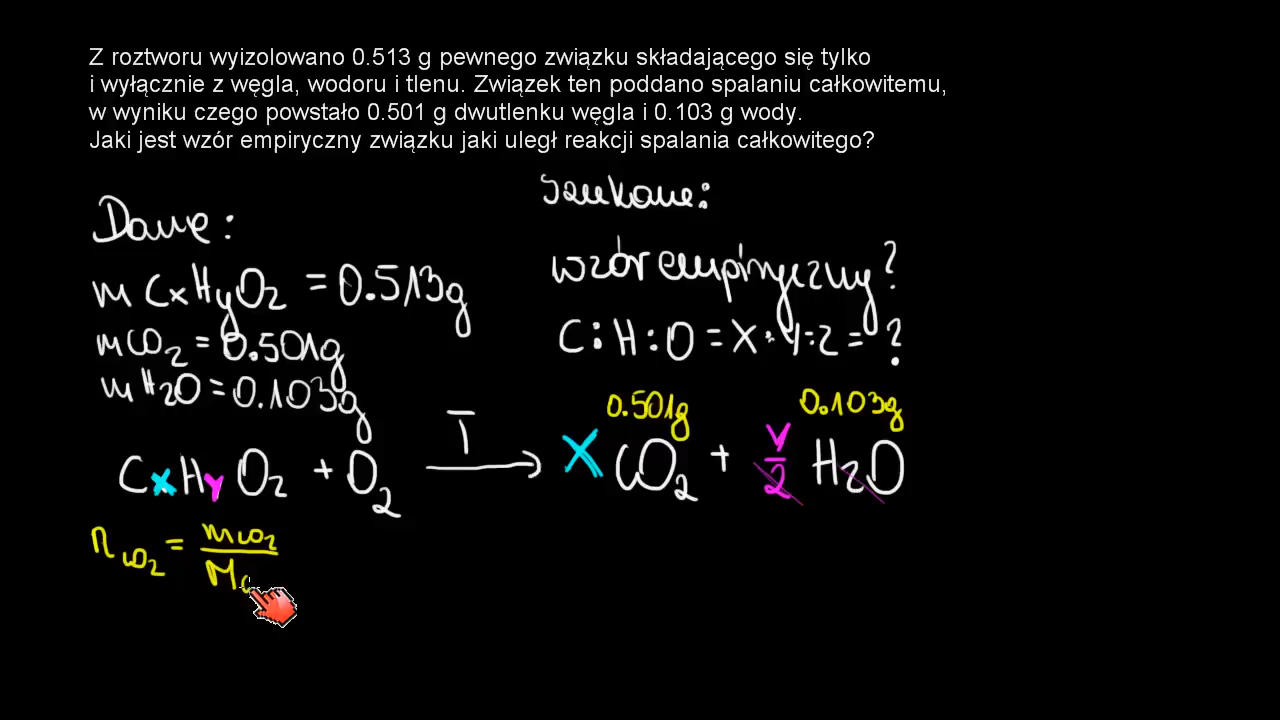 Z roztworu wyizolowano 0.513 g pewnego związku składającego się tylko
i wyłącznie z węgla, wodoru i tlenu. Związek ten poddano spalaniu całkowitemu,
w wyniku czego powstało 0.501 g dwutlenku węgla i 0.103 g wody.
Jaki jest wzór empiryczny związku jaki uległ reakcji spalania całkowitego?
Szukane:
Dane:
wzór empiryczny?
m CxHyOz = 0.513g
C:H:O = X:Y:Z = ?
mCO2 = 0.501g
mH2O = 0.103g
0.501g 0.103g
CxHyOz + O2 T→ X CO2 + Y/2 H2O
nCO2 = mCO2 / MC